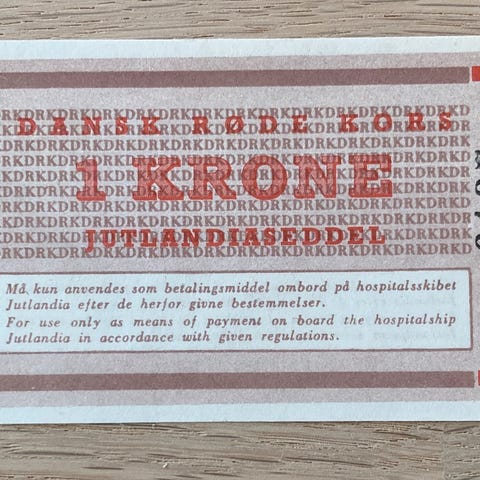 DANSK RØDE KORS
1 KRONE
JUTLANDIASEDDEL
Må kun anvendes som betalingsmiddel ombord på hospitalsskibet
Jutlandia efter de herfor givne bestemmelser.
For use only as means of payment on board the hospitalship
Jutlandia in accordance with given regulations.